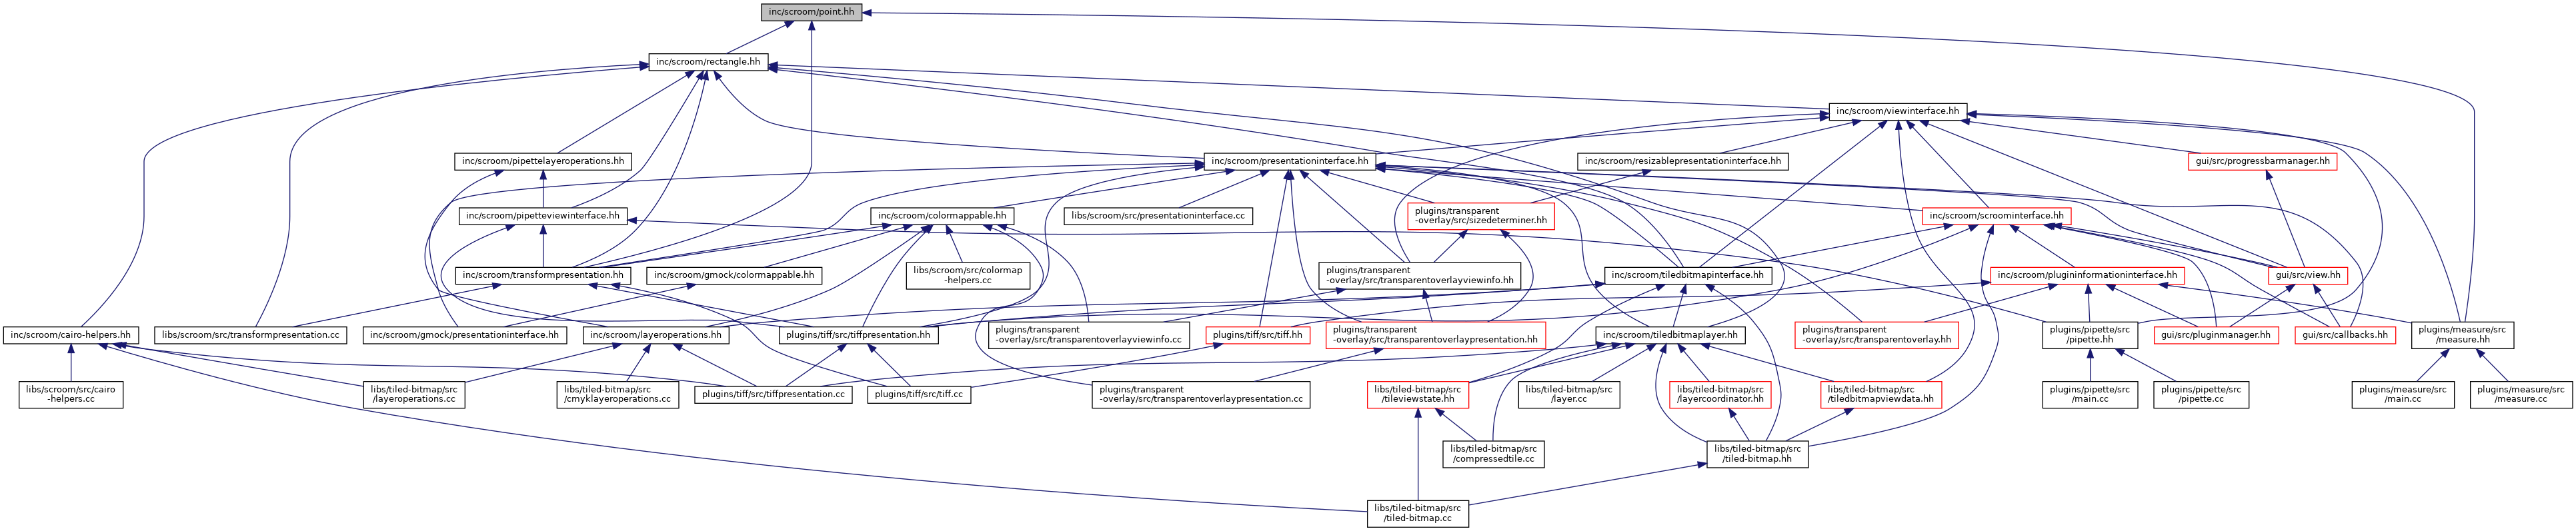 inc/scroom/point.hh
inc/scroom/rectangle.hh
inc/scroom/viewinterface.hh
inc/scroom/pipettelayeroperations.hh
inc/scroom/presentationinterface.hh
inc/scroom/resizablepresentationinterface.hh
gui/src/progressbarmanager.hh
inc/scroom/pipetteviewinterface.hh
inc/scroom/colormappable.hh
libs/scroom/src/presentationinterface.cc
plugins/transparent
-overlay/src/sizedeterminer.hh
inc/scroom/scroominterface.hh
inc/scroom/transformpresentation.hh
inc/scroom/gmock/colormappable.hh
libs/scroom/src/colormap
-helpers.cc
plugins/transparent
-overlay/src/transparentoverlayviewinfo.hh
inc/scroom/tiledbitmapinterface.hh
inc/scroom/plugininformationinterface.hh
gui/src/view.hh
inc/scroom/cairo-helpers.hh
libs/scroom/src/transformpresentation.cc
inc/scroom/gmock/presentationinterface.hh
inc/scroom/layeroperations.hh
plugins/tiff/src/tiffpresentation.hh
plugins/transparent
-overlay/src/transparentoverlayviewinfo.cc
plugins/tiff/src/tiff.hh
plugins/transparent
-overlay/src/transparentoverlaypresentation.hh
inc/scroom/tiledbitmaplayer.hh
plugins/transparent
-overlay/src/transparentoverlay.hh
plugins/pipette/src
/pipette.hh
gui/src/pluginmanager.hh
gui/src/callbacks.hh
plugins/measure/src
/measure.hh
libs/scroom/src/cairo
-helpers.cc
libs/tiled-bitmap/src
/layeroperations.cc
libs/tiled-bitmap/src
/cmyklayeroperations.cc
plugins/tiff/src/tiffpresentation.cc
plugins/tiff/src/tiff.cc
plugins/transparent
-overlay/src/transparentoverlaypresentation.cc
libs/tiled-bitmap/src
/tileviewstate.hh
libs/tiled-bitmap/src
/layer.cc
libs/tiled-bitmap/src
/layercoordinator.hh
libs/tiled-bitmap/src
/tiledbitmapviewdata.hh
plugins/pipette/src
/main.cc
plugins/pipette/src
/pipette.cc
plugins/measure/src
/main.cc
plugins/measure/src
/measure.cc
libs/tiled-bitmap/src
/compressedtile.cc
libs/tiled-bitmap/src
/tiled-bitmap.hh
libs/tiled-bitmap/src
/tiled-bitmap.cc